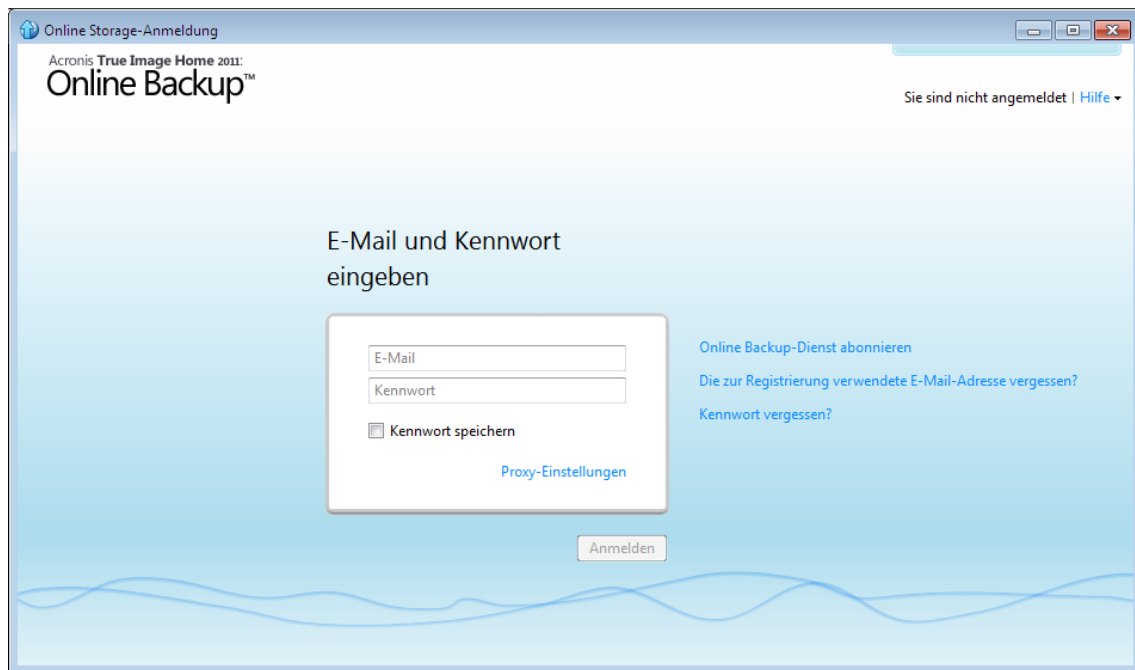 Online Storage-Anmeldung
Acronis True Image Home 2011:
Online Backup™
Sie sind nicht angemeldet | Hilfe
E-Mail und Kennwort
eingeben
E-Mail
Kennwort
Kennwort speichern
Proxy-Einstellungen
Anmelden
Online Backup-Dienst abonnieren
Die zur Registrierung verwendete E-Mail-Adresse vergessen?
Kennwort vergessen?